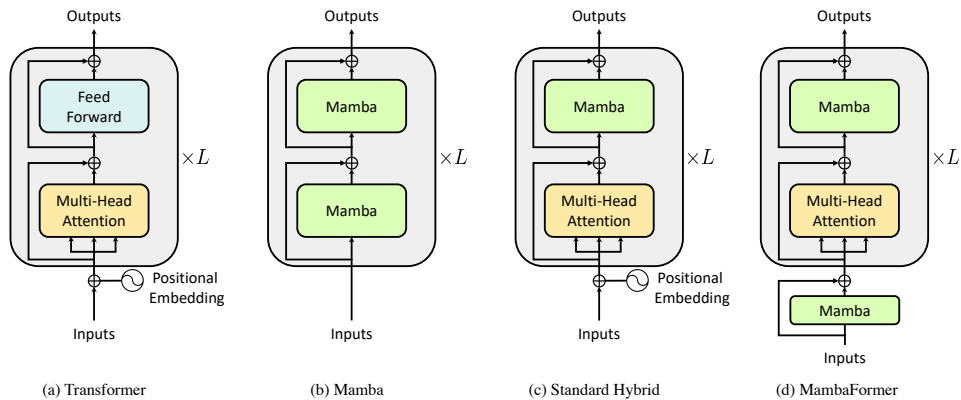 Outputs
Feed
Forward
Multi-Head
Attention
×L
Positional
Embedding
Inputs
(a) Transformer
Outputs
Mamba
Mamba
×L
Inputs
(b) Mamba
Outputs
Mamba
Multi-Head
Attention
×L
Positional
Embedding
Inputs
(c) Standard Hybrid
Outputs
Mamba
Multi-Head
Attention
×L
Mamba
Inputs
(d) MambaFormer